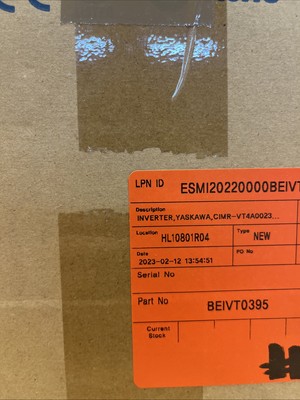 LPN ID ESMI20220000BEIVT
Description
INVERTER,YASKAWA,CIMR-VT4A0023...
Location HL10801R04 Type NEW
Date
2023-02-12 13:54:51 PO No
Serial No
Part No BEIVT0395
Current
Stock